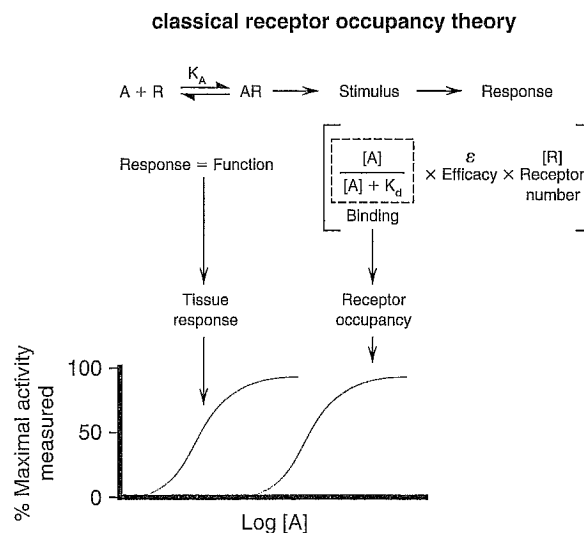 classical receptor occupancy theory
K_A
A + R ⇌ AR → Stimulus → Response
Response = Function
[A]
[A] + K_d
Binding
× ε Efficacy × [R] Receptor number
Tissue
response
Receptor
occupancy
% Maximal activity
measured
100
50
0
Log [A]